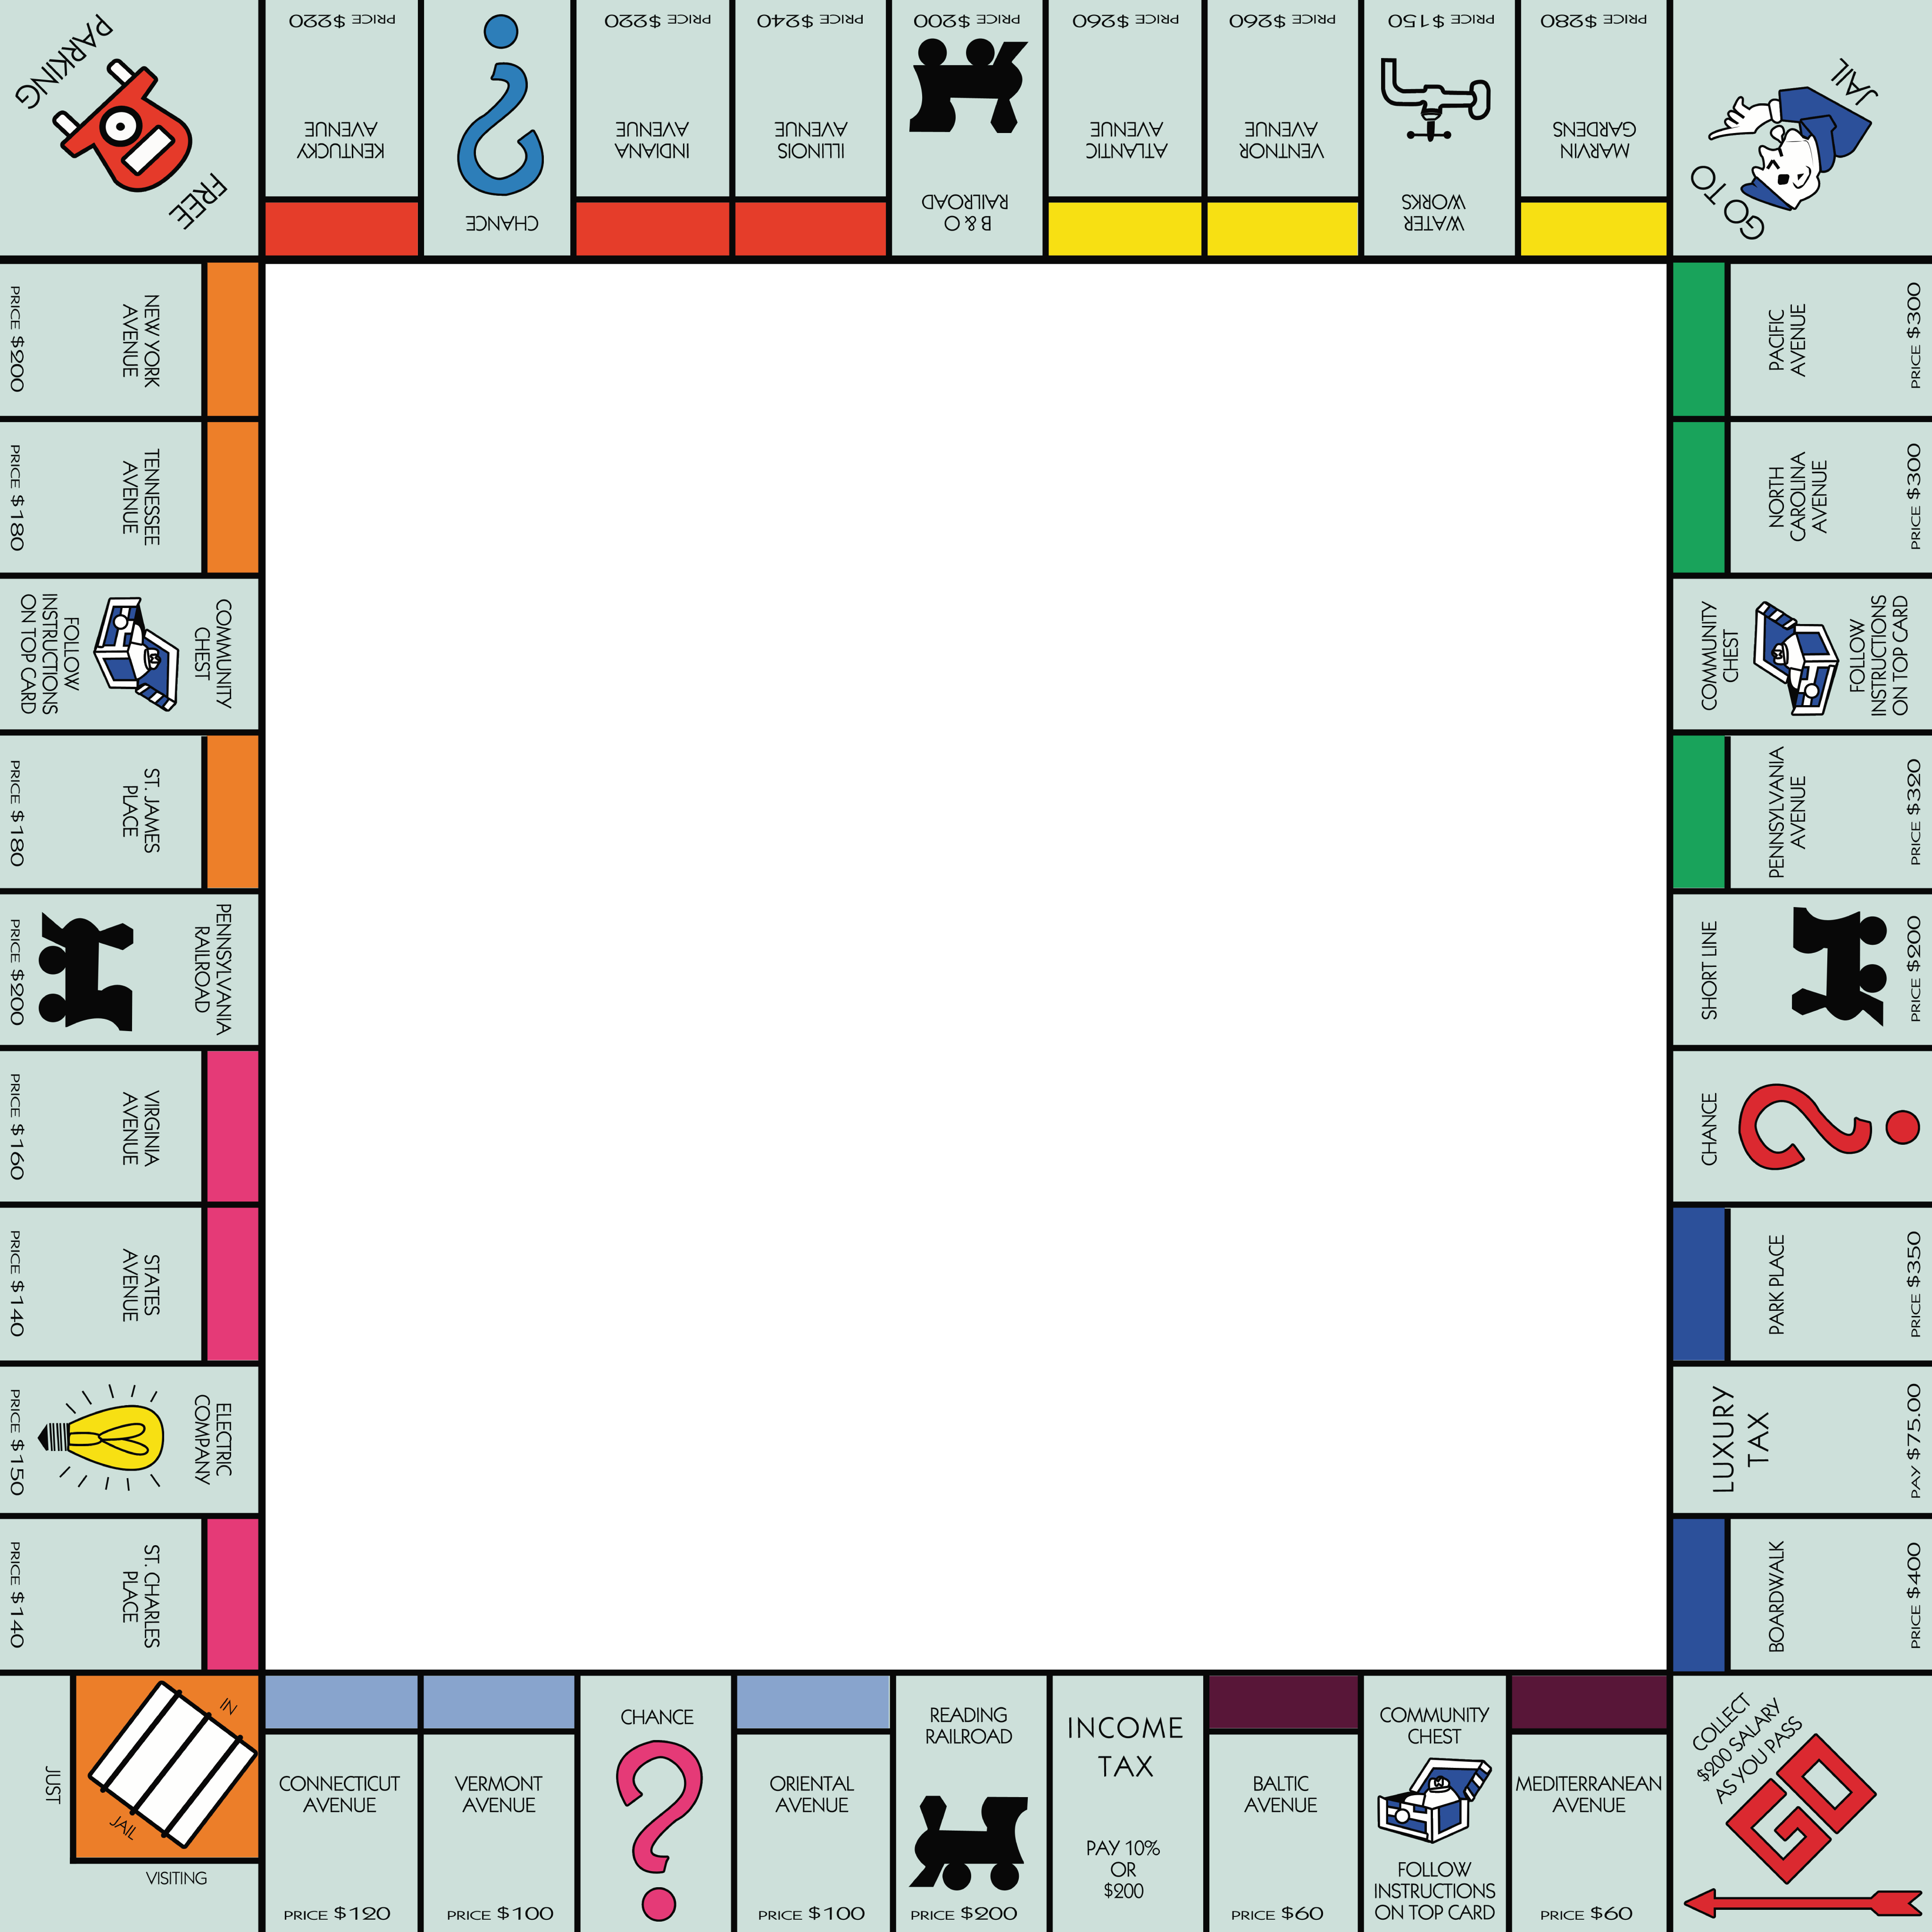 COLLECT
$200 SALARY
AS YOU PASS
GO
MEDITERRANEAN
AVENUE
PRICE $60
COMMUNITY
CHEST
FOLLOW
INSTRUCTIONS
ON TOP CARD
BALTIC
AVENUE
PRICE $60
INCOME
TAX
PAY 10%
OR
$200
READING
RAILROAD
PRICE $200
ORIENTAL
AVENUE
PRICE $100
CHANCE
?
VERMONT
AVENUE
PRICE $100
CONNECTICUT
AVENUE
PRICE $120
IN
JAIL
JUST
VISITING
ST. CHARLES
PLACE
PRICE $140
ELECTRIC
COMPANY
PRICE $150
STATES
AVENUE
PRICE $140
VIRGINIA
AVENUE
PRICE $160
PENNSYLVANIA
RAILROAD
PRICE $200
ST. JAMES
PLACE
PRICE $180
COMMUNITY
CHEST
FOLLOW
INSTRUCTIONS
ON TOP CARD
TENNESSEE
AVENUE
PRICE $180
NEW YORK
AVENUE
PRICE $200
FREE
PARKING
KENTUCKY
AVENUE
PRICE $220
CHANCE
?
INDIANA
AVENUE
PRICE $220
ILLINOIS
AVENUE
PRICE $240
B & O
RAILROAD
PRICE $200
ATLANTIC
AVENUE
PRICE $260
VENTNOR
AVENUE
PRICE $260
WATER
WORKS
PRICE $150
MARVIN
GARDENS
PRICE $280
GO TO
JAIL
PACIFIC
AVENUE
PRICE $300
NORTH
CAROLINA
AVENUE
PRICE $300
COMMUNITY
CHEST
FOLLOW
INSTRUCTIONS
ON TOP CARD
PENNSYLVANIA
AVENUE
PRICE $320
SHORT LINE
PRICE $200
CHANCE
?
PARK PLACE
PRICE $350
LUXURY
TAX
PAY $75.00
BOARDWALK
PRICE $400